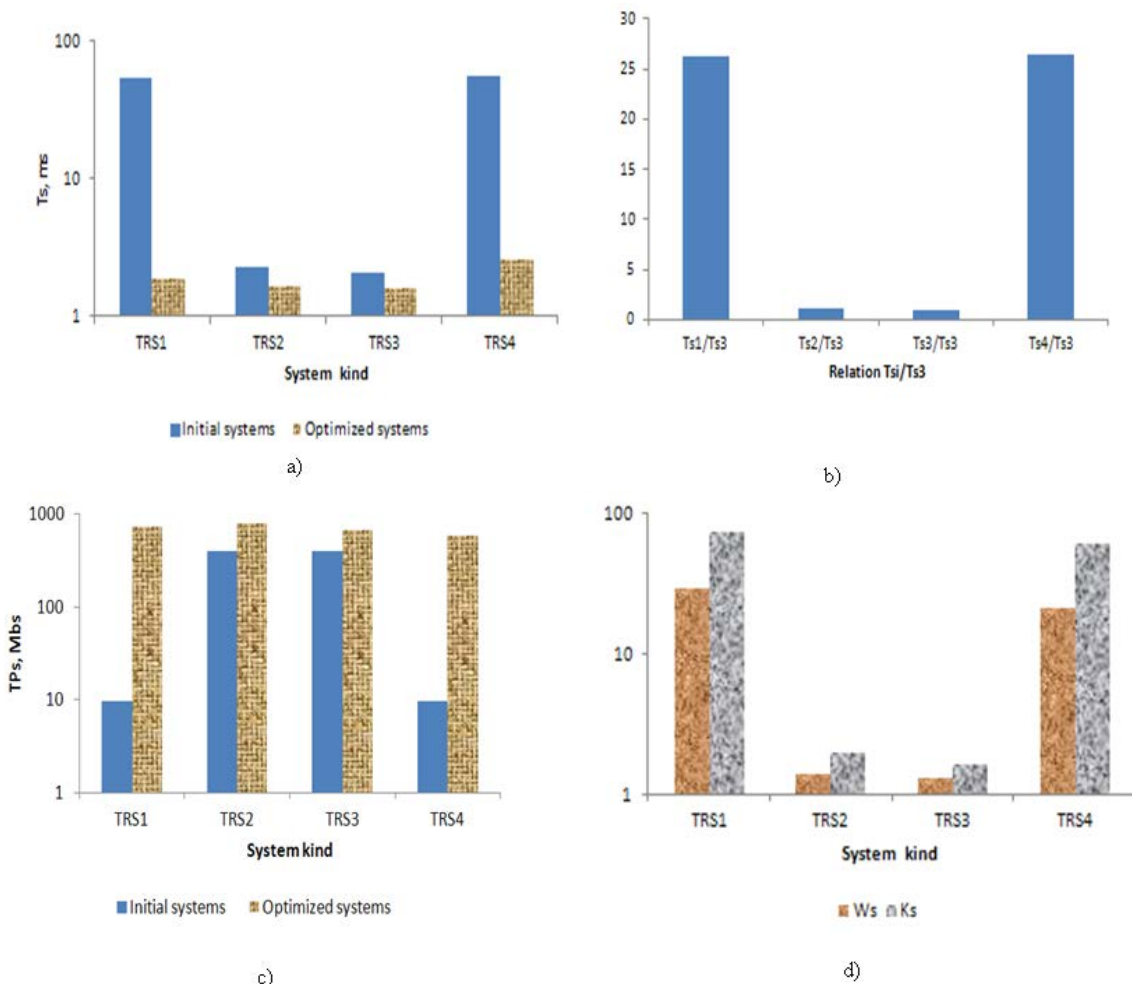 100
10
1
Ts, ms
TRS1 TRS2 TRS3 TRS4
System kind
Initial systems Optimized systems
a)
30
25
20
15
10
5
0
Ts1/Ts3 Ts2/Ts3 Ts3/Ts3 Ts4/Ts3
Relation Tsi/Ts3
b)
1000
100
10
1
TPs, Mbs
TRS1 TRS2 TRS3 TRS4
System kind
Initial systems Optimized systems
c)
100
10
1
TRS1 TRS2 TRS3 TRS4
System kind
Ws Ks
d)